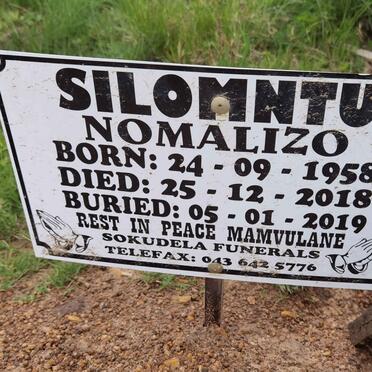 SILOMNTU
NOMALIZO
BORN: 24 - 09 - 1958
DIED: 25 - 12 - 2018
BURIED: 05 - 01 - 2019
REST IN PEACE MAMVULANE
SOKUDELA FUNERALS
TELEFAX: 043 642 5776